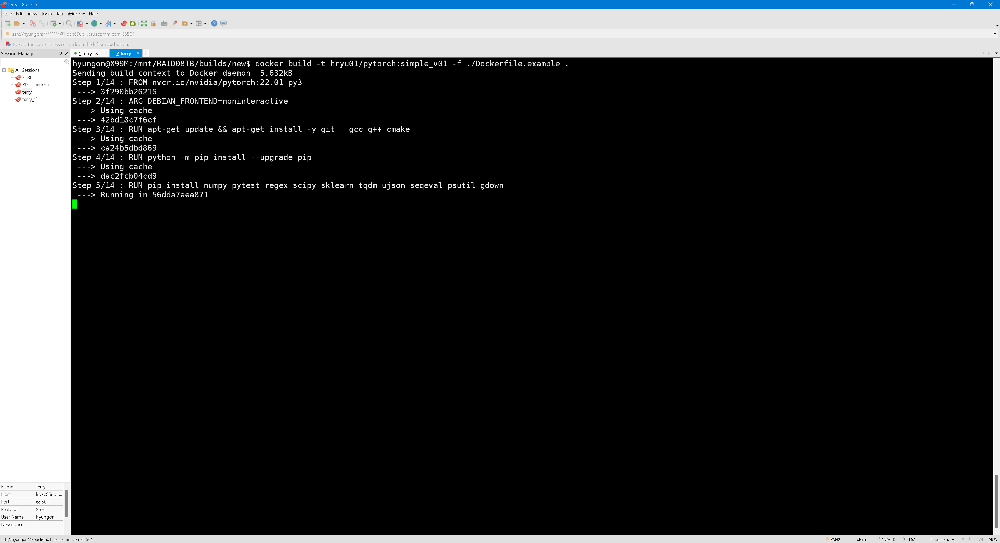 terry - Xshell 7
File Edit View Tools Tab Window Help
ssh://hyungon:********@kpac66ub1.asuscomm.com:65501
To add the current session, click on the left arrow button.
Session Manager
1 terry_r8
2 terry
+
All Sessions
ETRI
KISTI_neuron
terry
terry_r8
hyungon@X99M:/mnt/RAID08TB/builds/new$ docker build -t hryu01/pytorch:simple_v01 -f ./Dockerfile.example .
Sending build context to Docker daemon  5.632kB
Step 1/14 : FROM nvcr.io/nvidia/pytorch:22.01-py3
 ---> 3f290bb26216
Step 2/14 : ARG DEBIAN_FRONTEND=noninteractive
 ---> Using cache
 ---> 42bd18c7f6cf
Step 3/14 : RUN apt-get update && apt-get install -y git   gcc g++ cmake
 ---> Using cache
 ---> ca24b5dbd869
Step 4/14 : RUN python -m pip install --upgrade pip
 ---> Using cache
 ---> dac2fcb04cd9
Step 5/14 : RUN pip install numpy pytest regex scipy sklearn tqdm ujson seqeval psutil gdown
 ---> Running in 56dda7aea871
Name terry
Host kpac66ub1...
Port 65501
Protocol SSH
User Name hyungon
Description
ssh://hyungon@kpac66ub1.asuscomm.com:65501
SSH2 xterm 196x50 16,1 2 sessions CAP NUM